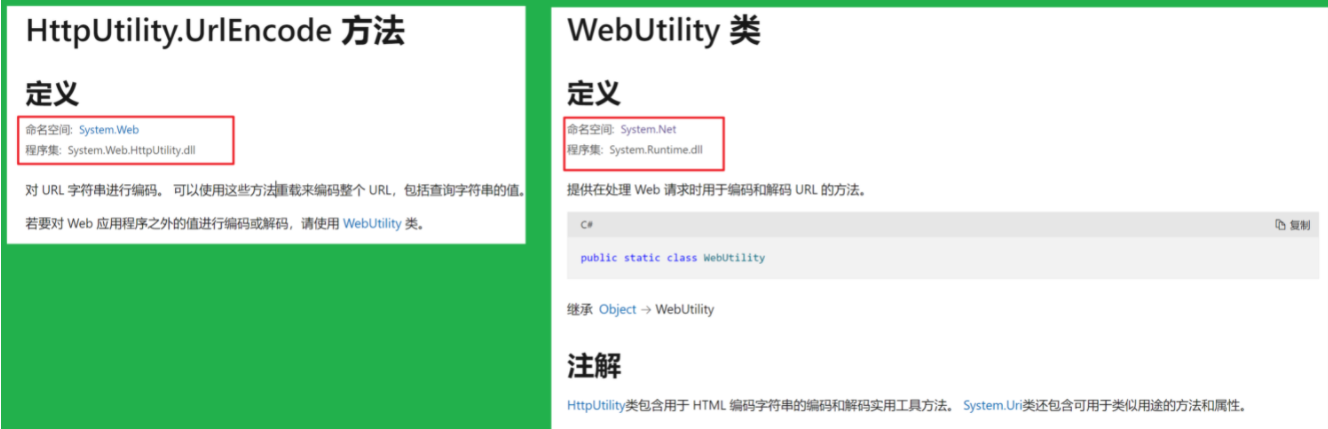 HttpUtility.UrlEncode 方法
定义
命名空间: System.Web
程序集: System.Web.HttpUtility.dll
对 URL 字符串进行编码。 可以使用这些方法重载来编码整个 URL，包括查询字符串的值。
若要对 Web 应用程序之外的值进行编码或解码，请使用 WebUtility 类。
WebUtility 类
定义
命名空间: System.Net
程序集: System.Runtime.dll
提供在处理 Web 请求时用于编码和解码 URL 的方法。
C#
复制
public static class WebUtility
继承 Object → WebUtility
注解
HttpUtility类包含用于 HTML 编码字符串的编码和解码实用工具方法。 System.Uri类还包含可用于类似用途的方法和属性。